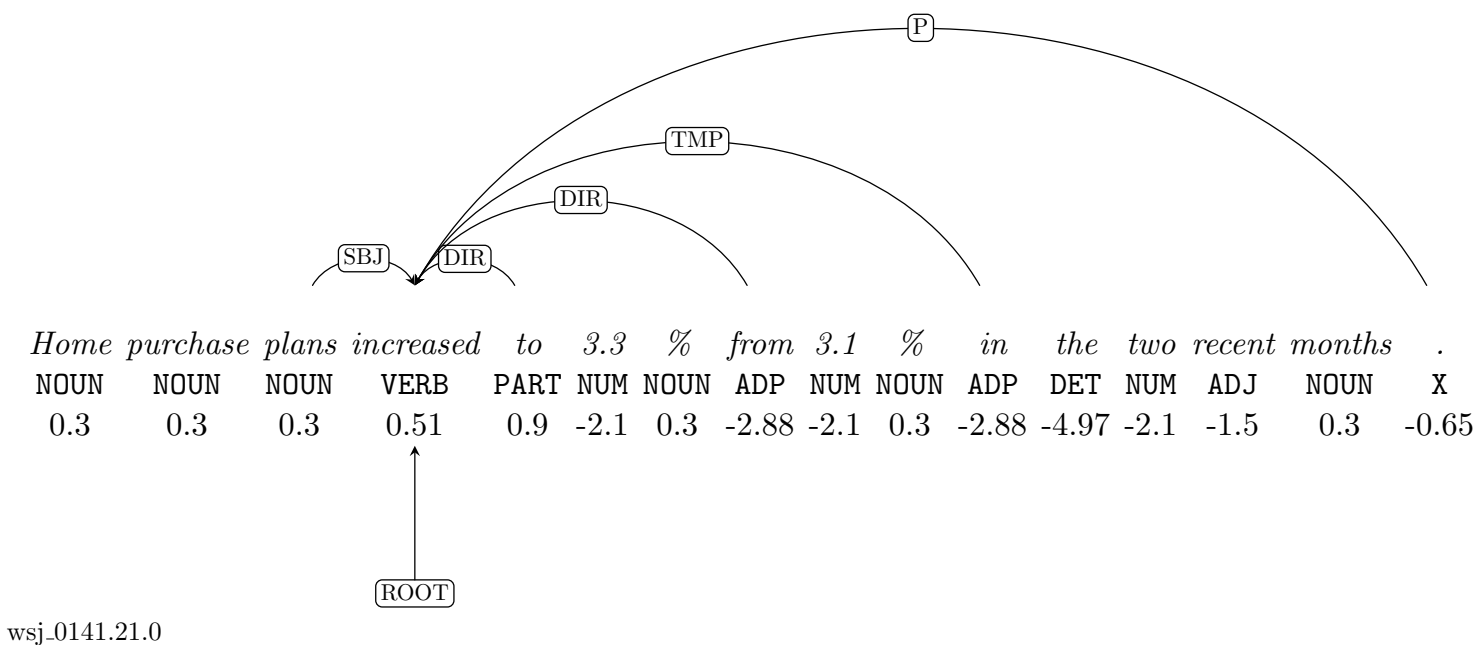 P
TMP
DIR
SBJ DIR
Home purchase plans increased to 3.3 % from 3.1 % in the two recent months .
NOUN NOUN NOUN VERB PART NUM NOUN ADP NUM NOUN ADP DET NUM ADJ NOUN X
0.3 0.3 0.3 0.51 0.9 -2.1 0.3 -2.88 -2.1 0.3 -2.88 -4.97 -2.1 -1.5 0.3 -0.65
ROOT
wsj_0141.21.0